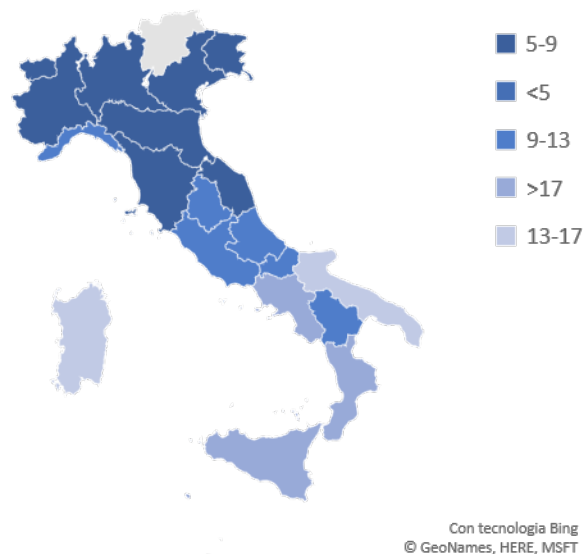 5-9
<5
9-13
>17
13-17
Con tecnologia Bing
© GeoNames, HERE, MSFT